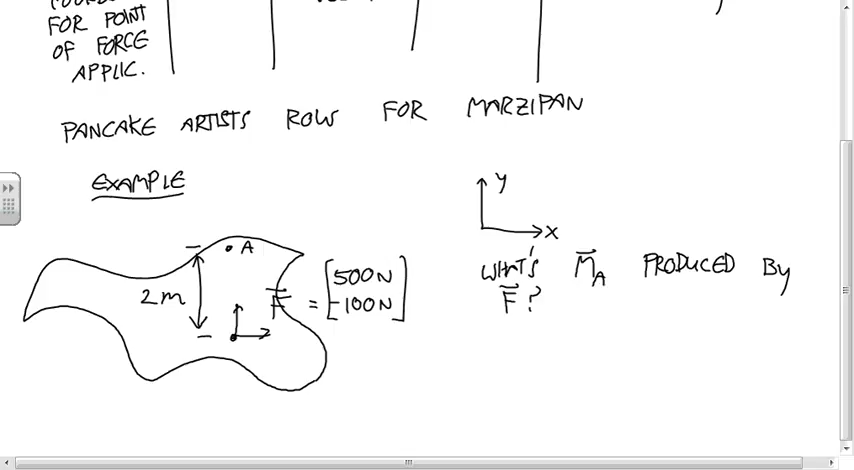 FOR POINT
OF FORCE
APPLIC.
PANCAKE ARTISTS ROW FOR MARZIPAN
EXAMPLE
Y
X
A
2m
F = [500N
-100N]
WHAT'S M_A PRODUCED BY
F?